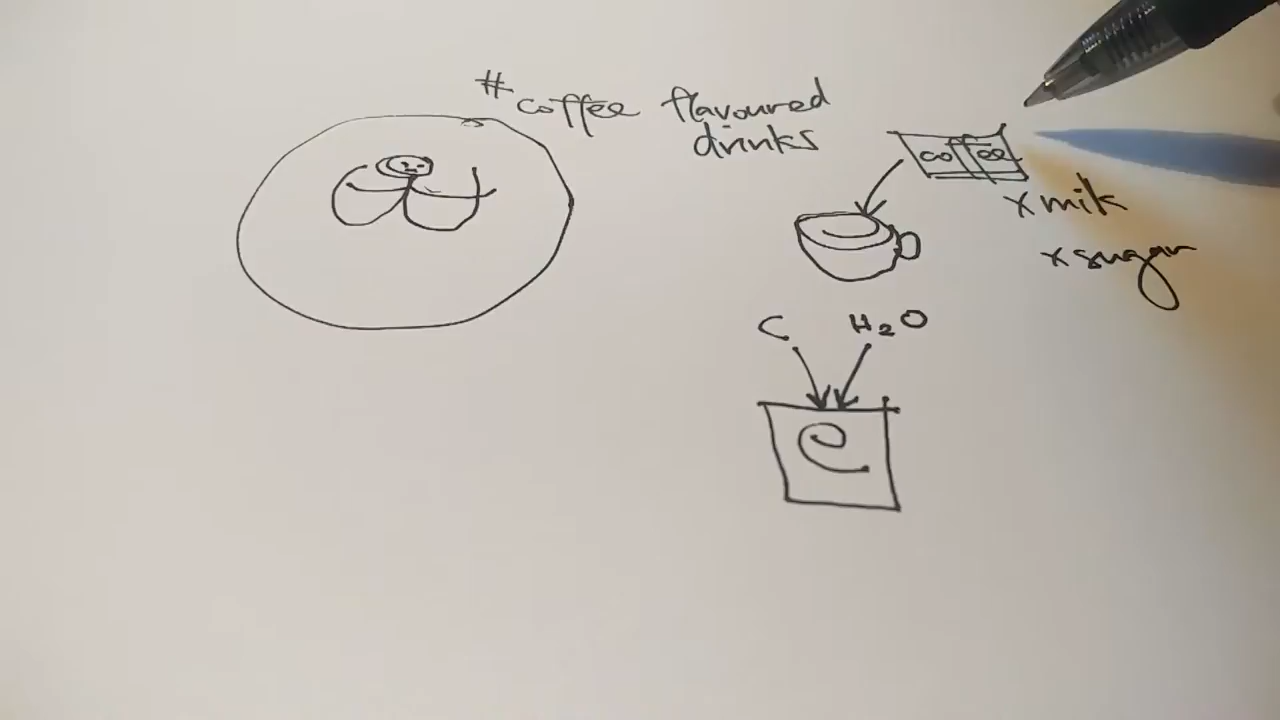 # coffee flavoured
drinks
coffee
x milk
x sugar
C H2O
e